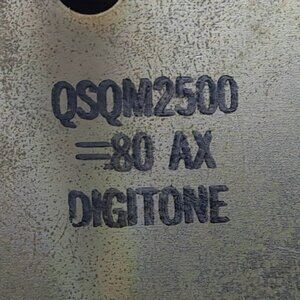 QSQM2500
=80 AX
DIGITONE